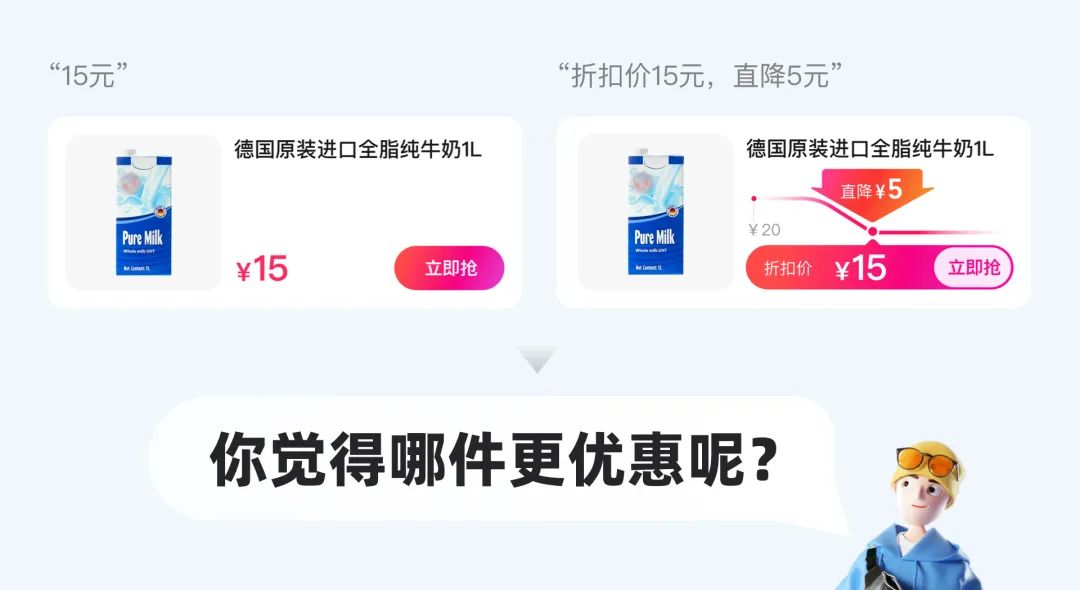 “15元”
“折扣价15元，直降5元”
德国原装进口全脂纯牛奶1L
Pure Milk
Whole milk UHT
Net Content: 1L
¥15
立即抢
德国原装进口全脂纯牛奶1L
Pure Milk
Whole milk UHT
Net Content: 1L
直降¥5
¥20
折扣价 ¥15
立即抢
你觉得哪件更优惠呢?